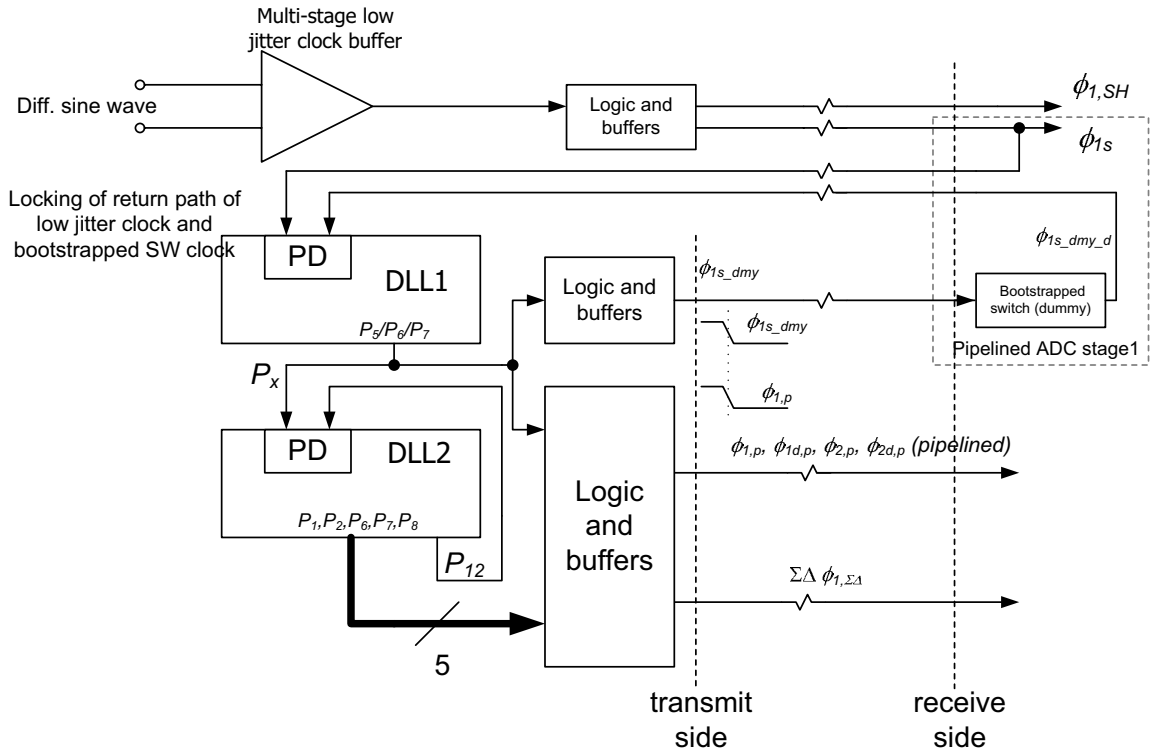 Multi-stage low
jitter clock buffer
Diff. sine wave
Logic and
buffers
ϕ1,SH
ϕ1s
Locking of return path of
low jitter clock and
bootstrapped SW clock
PD
DLL1
P5/P6/P7
Logic and
buffers
ϕ1s_dmy
ϕ1s_dmy_d
Bootstrapped
switch (dummy)
Pipelined ADC stage1
ϕ1s_dmy
ϕ1,p
Px
PD
DLL2
P1,P2,P6,P7,P8
P12
5
Logic
and
buffers
ϕ1,p, ϕ1d,p, ϕ2,p, ϕ2d,p (pipelined)
ΣΔ ϕ1,ΣΔ
transmit
side
receive
side